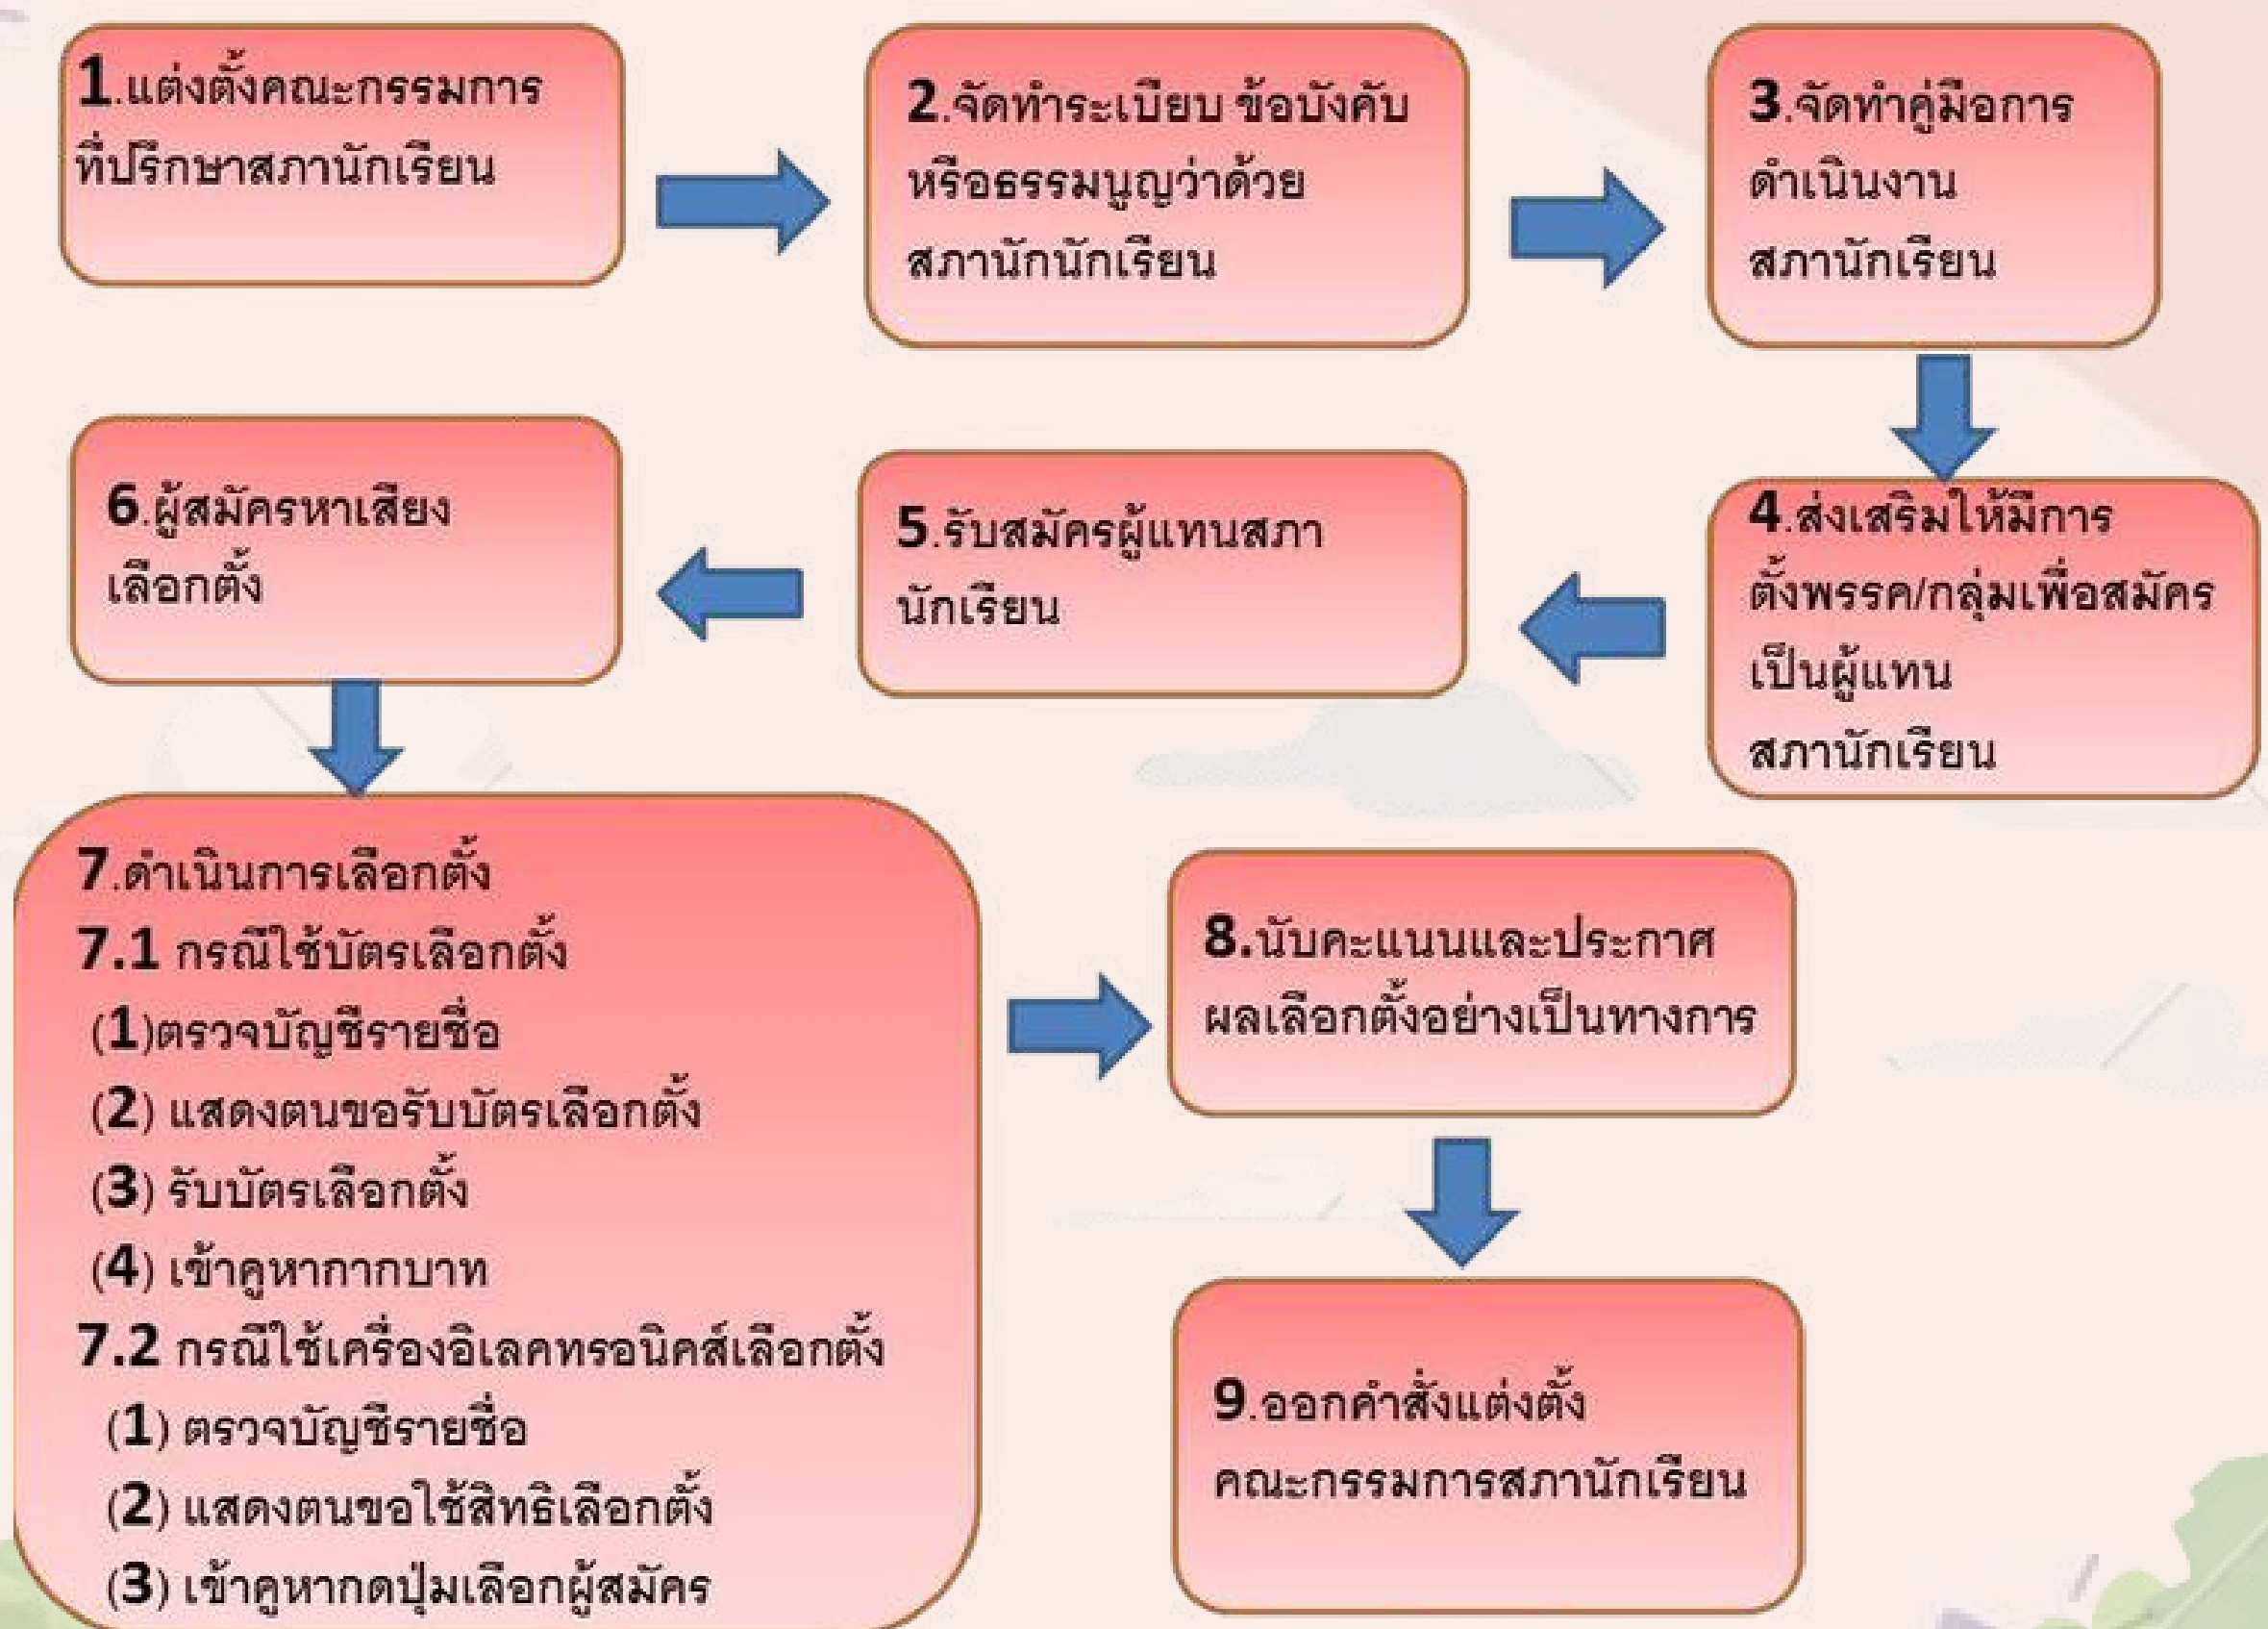 1.แต่งตั้งคณะกรรมการ
ที่ปรึกษาสภานักเรียน
2.จัดทำระเบียบ ข้อบังคับ
หรือธรรมนูญว่าด้วย
สภานักนักเรียน
3.จัดทำคู่มือการ
ดำเนินงาน
สภานักเรียน
4.ส่งเสริมให้มีการ
ตั้งพรรค/กลุ่มเพื่อสมัคร
เป็นผู้แทน
สภานักเรียน
5.รับสมัครผู้แทนสภา
นักเรียน
6.ผู้สมัครหาเสียง
เลือกตั้ง
7.ดำเนินการเลือกตั้ง
7.1 กรณีใช้บัตรเลือกตั้ง
(1)ตรวจบัญชีรายชื่อ
(2) แสดงตนขอรับบัตรเลือกตั้ง
(3) รับบัตรเลือกตั้ง
(4) เข้าคูหากากบาท
7.2 กรณีใช้เครื่องอิเลคทรอนิคส์เลือกตั้ง
(1) ตรวจบัญชีรายชื่อ
(2) แสดงตนขอใช้สิทธิเลือกตั้ง
(3) เข้าคูหากดปุ่มเลือกผู้สมัคร
8.นับคะแนนและประกาศ
ผลเลือกตั้งอย่างเป็นทางการ
9.ออกคำสั่งแต่งตั้ง
คณะกรรมการสภานักเรียน